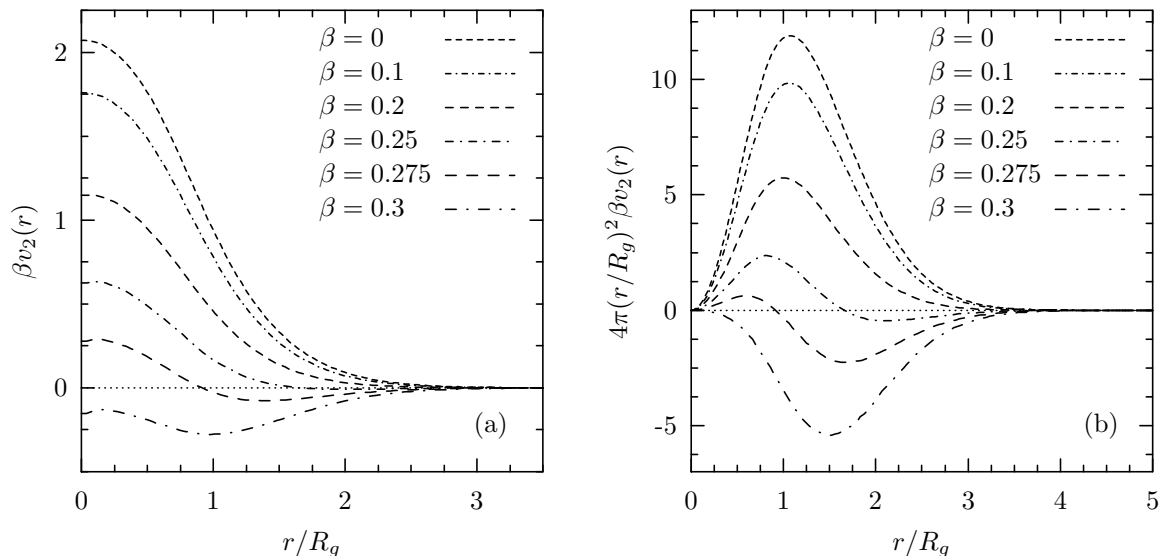 βv₂(r)
2
1
0
β = 0
β = 0.1
β = 0.2
β = 0.25
β = 0.275
β = 0.3
(a)
0 1 2 3
r/R_g
4π(r/R_g)²βv₂(r)
10
5
0
-5
β = 0
β = 0.1
β = 0.2
β = 0.25
β = 0.275
β = 0.3
(b)
0 1 2 3 4 5
r/R_g